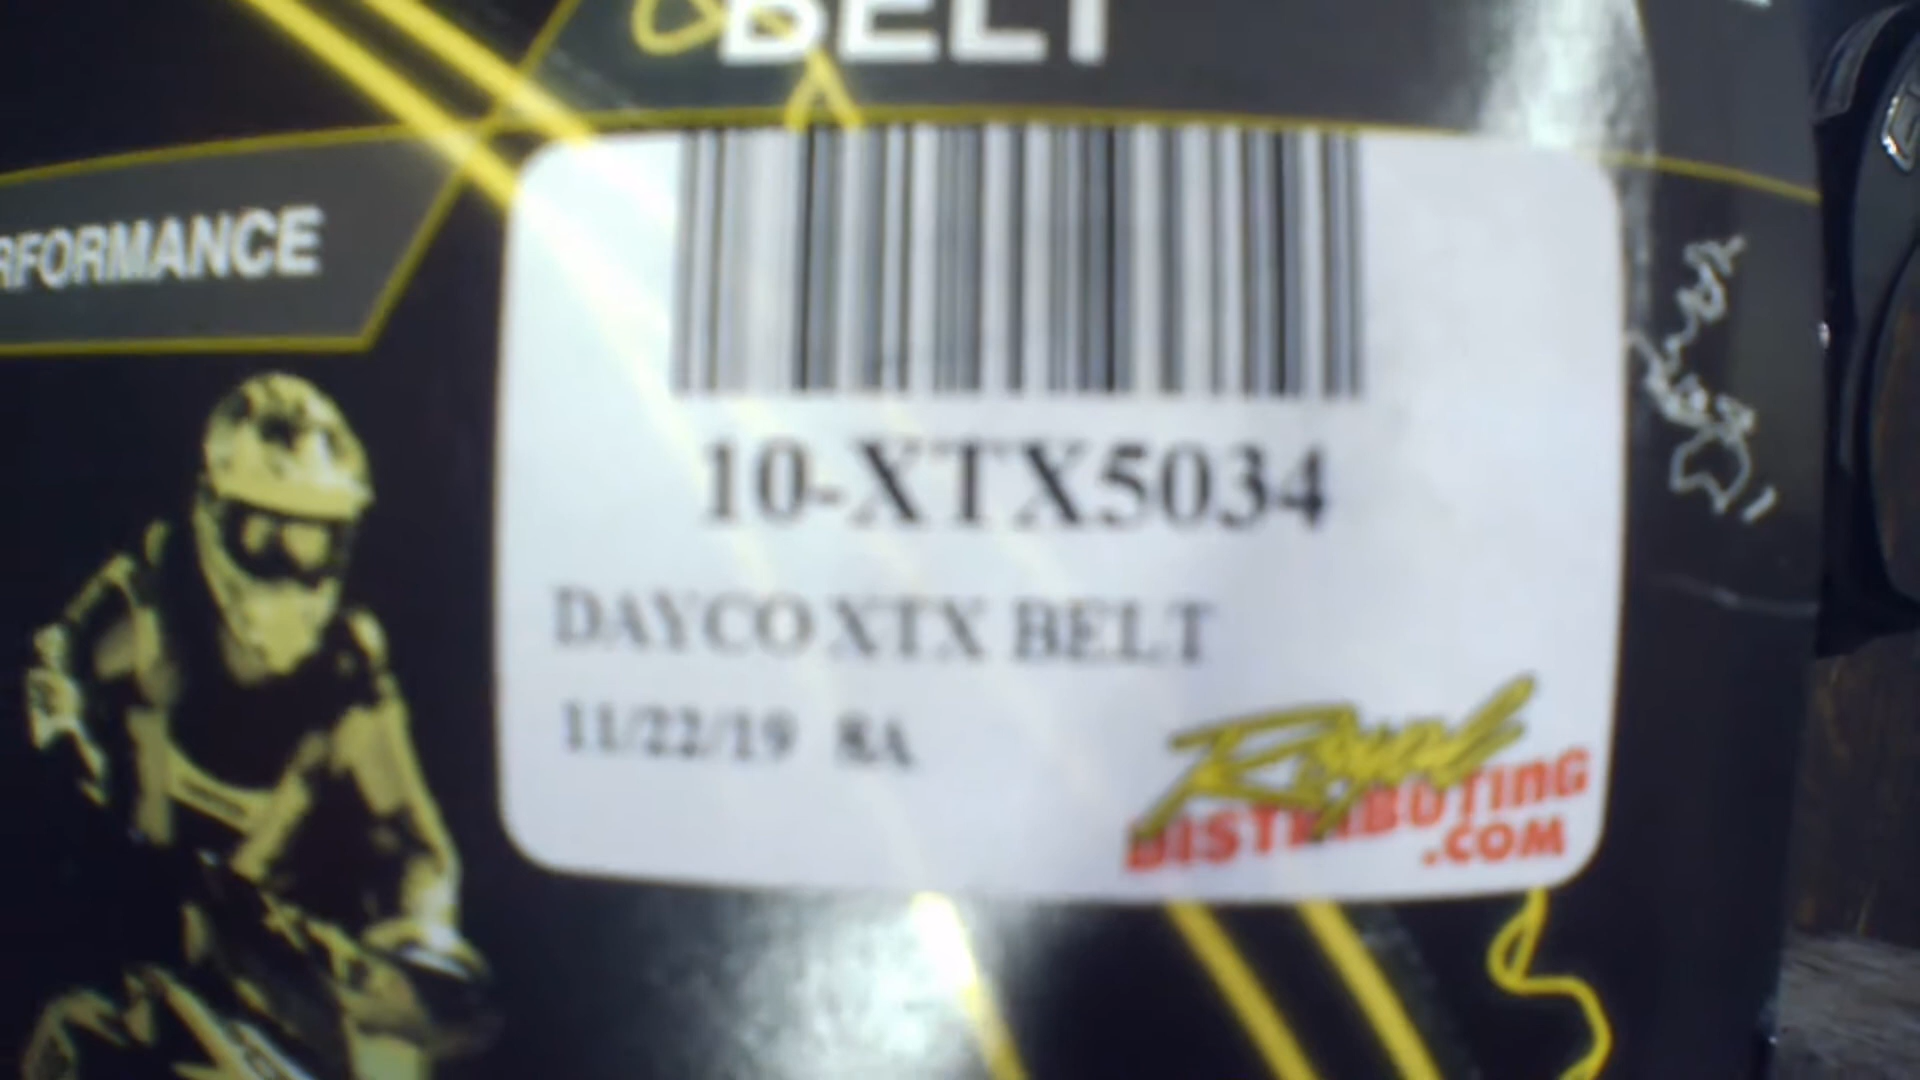 BELT
RFORMANCE
10-XTX5034
DAYCO XTX BELT
11/22/19 8A
Royal
DISTRIBUTING
.COM